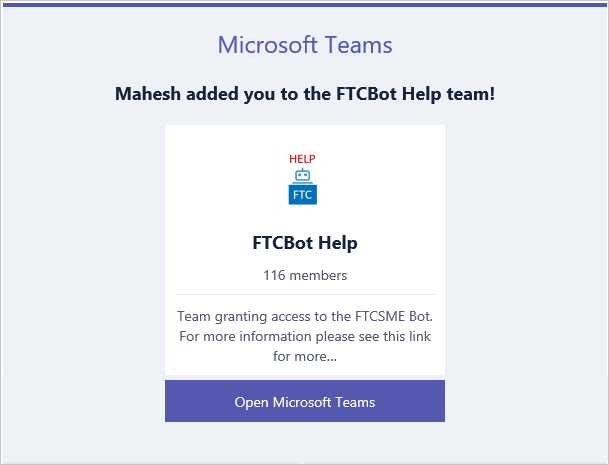 Microsoft Teams
Mahesh added you to the FTCBot Help team!
HELP
FTC
FTCBot Help
116 members
Team granting access to the FTCSME Bot.
For more information please see this link
for more...
Open Microsoft Teams